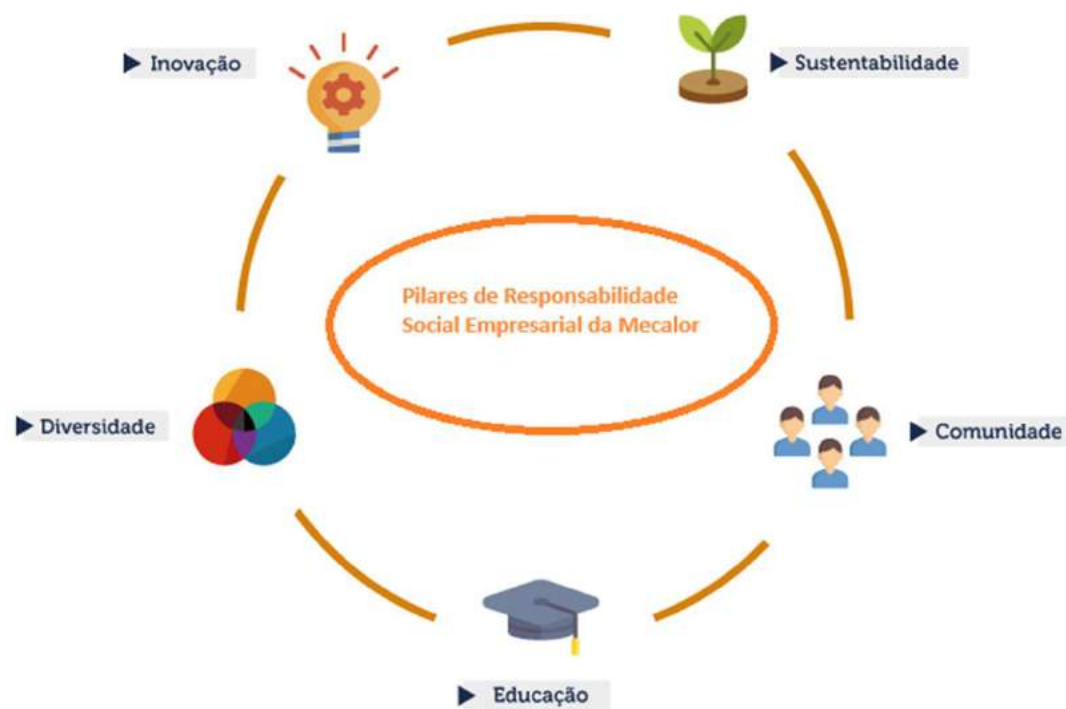 Inovação
Sustentabilidade
Pilares de Responsabilidade
Social Empresarial da Mecalor
Diversidade
Comunidade
Educação